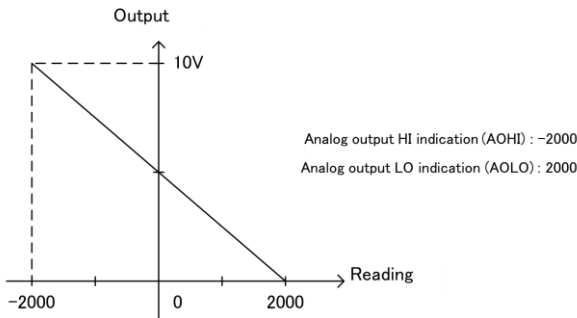 Output
10V
Analog output HI indication (AOHI) : -2000
Analog output LO indication (AOLO) : 2000
Reading
-2000 0 2000